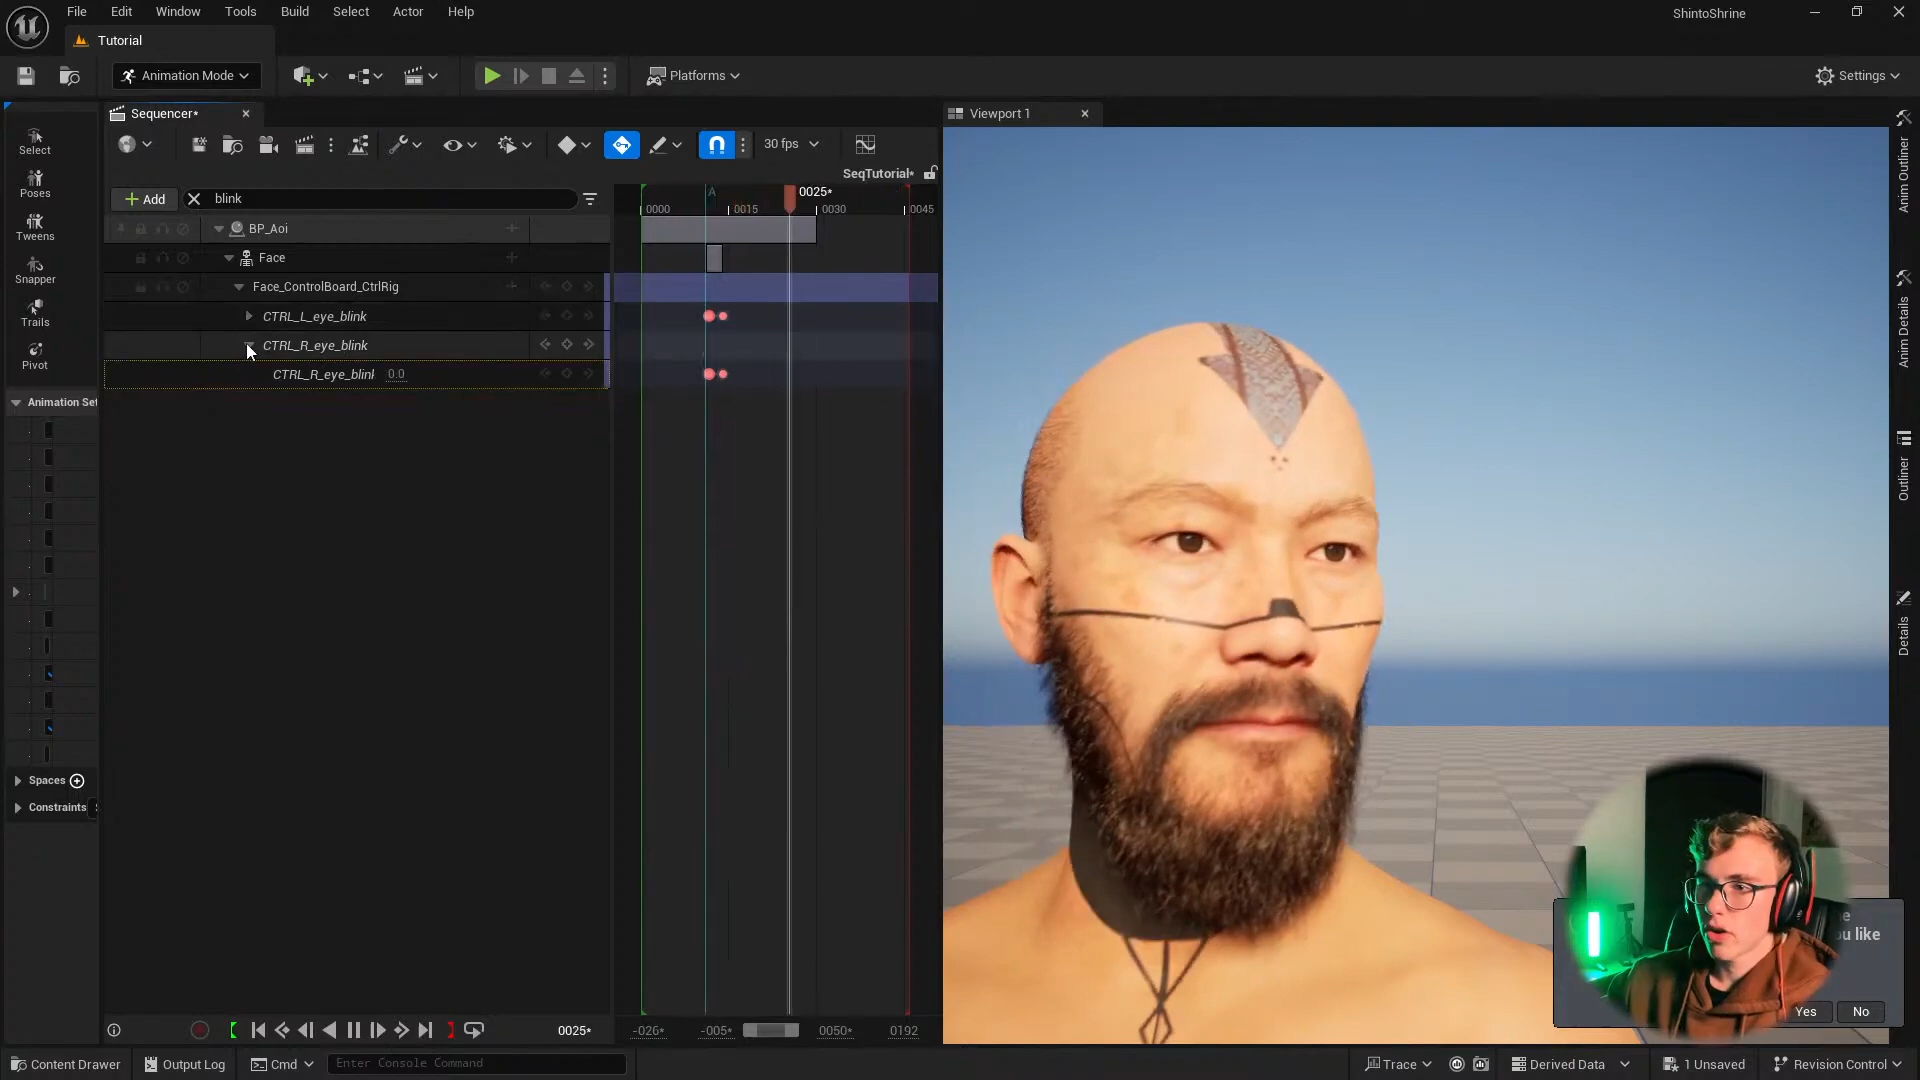 File Edit Window Tools Build Select Actor Help
ShintoShrine
Tutorial
Animation Mode
Platforms
Settings
Sequencer*
Viewport 1
Select
Poses
Tweens
Snapper
Trails
Pivot
30 fps
SeqTutorial*
Add
blink
A
0025*
0000
0015
0030
0045
BP_Aoi
Face
Face_ControlBoard_CtrlRig
CTRL_L_eye_blink
CTRL_R_eye_blink
CTRL_R_eye_blink 0.0
Animation Set
Spaces
Constraints
Anim Outliner
Anim Details
Outliner
Details
ou like
Yes
No
0025*
-026*
-005*
0050*
0192
Content Drawer
Output Log
Cmd
Enter Console Command
Trace
Derived Data
1 Unsaved
Revision Control